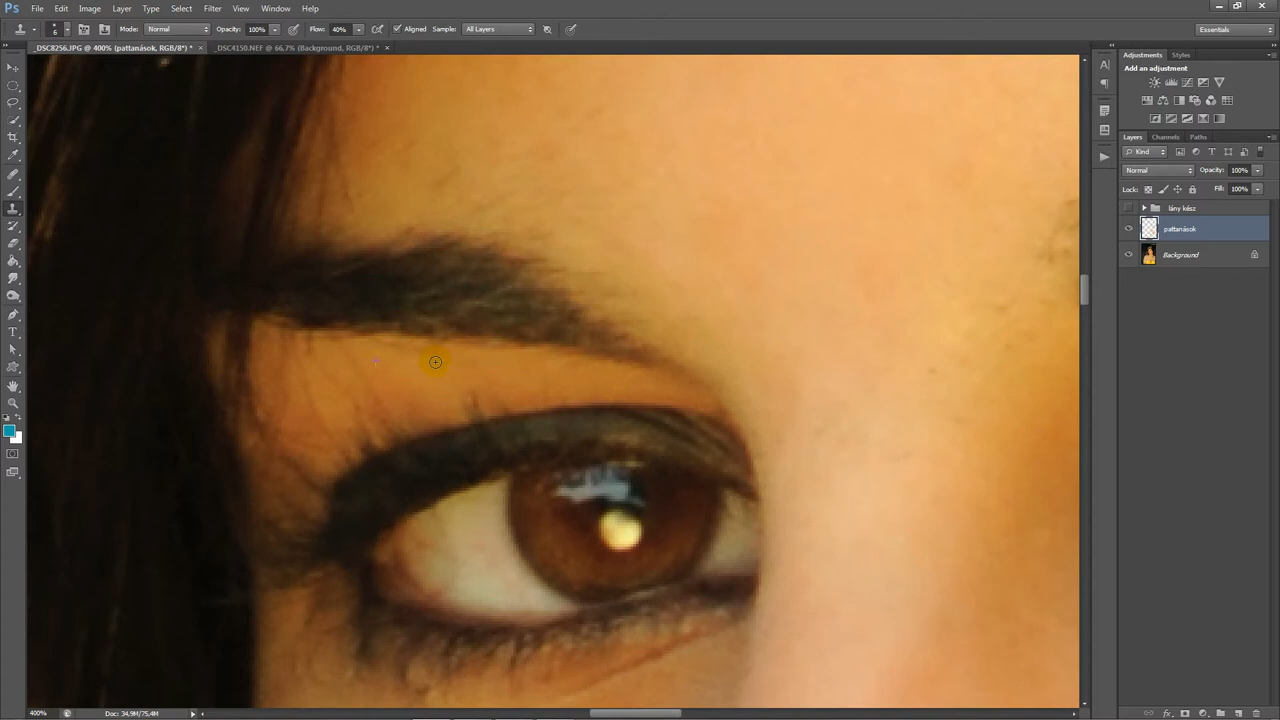 Ps File Edit Image Layer Type Select Filter View Window Help
6 Mode: Normal Opacity: 100% Flow: 40% Aligned Sample: All Layers Essentials
_DSC8256.JPG @ 400% (pattanások, RGB/8*) * × _DSC4150.NEF @ 66,7% (Background, RGB/8*) * ×
Adjustments Styles
Add an adjustment
Layers Channels Paths
Kind
Normal Opacity: 100%
Lock: Fill: 100%
lány kész
pattanások
Background
400% Doc: 34,9M/75,4M